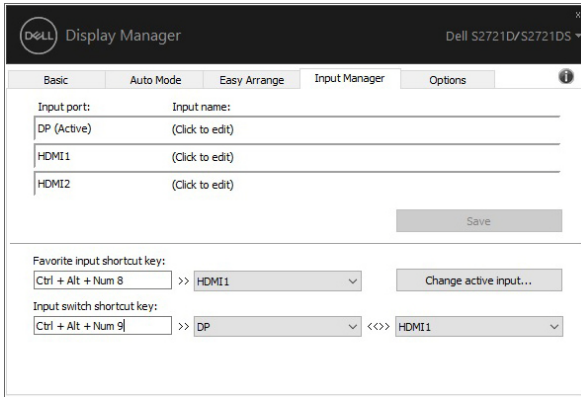 DELL Display Manager Dell S2721D/S2721DS
Basic Auto Mode Easy Arrange Input Manager Options
Input port: Input name:
DP (Active) (Click to edit)
HDMI1 (Click to edit)
HDMI2 (Click to edit)
Save
Favorite input shortcut key:
Ctrl + Alt + Num 8 >> HDMI1 Change active input...
Input switch shortcut key:
Ctrl + Alt + Num 9 >> DP <<>> HDMI1